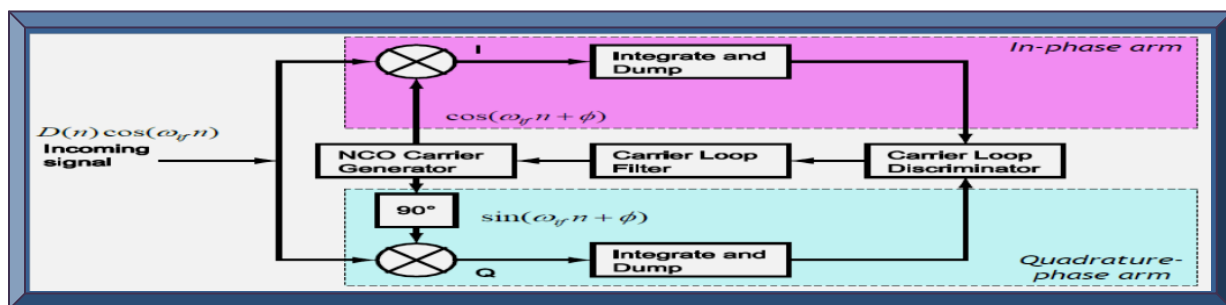 In-phase arm
I
Integrate and
Dump
cos(ω_if n + φ)
D(n) cos(ω_if n)
Incoming
signal
NCO Carrier
Generator
Carrier Loop
Filter
Carrier Loop
Discriminator
90°
sin(ω_if n + φ)
Q
Integrate and
Dump
Quadrature-
phase arm